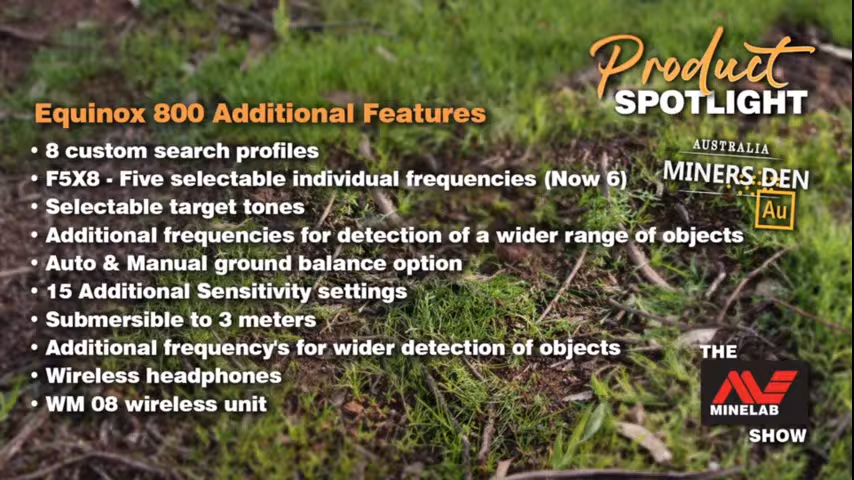 Product
SPOTLIGHT
Equinox 800 Additional Features
• 8 custom search profiles
• F5X8 - Five selectable individual frequencies (Now 6)
• Selectable target tones
• Additional frequencies for detection of a wider range of objects
• Auto & Manual ground balance option
• 15 Additional Sensitivity settings
• Submersible to 3 meters
• Additional frequency's for wider detection of objects
• Wireless headphones
• WM 08 wireless unit
AUSTRALIA
MINERS DEN
Au
THE
MINELAB
SHOW